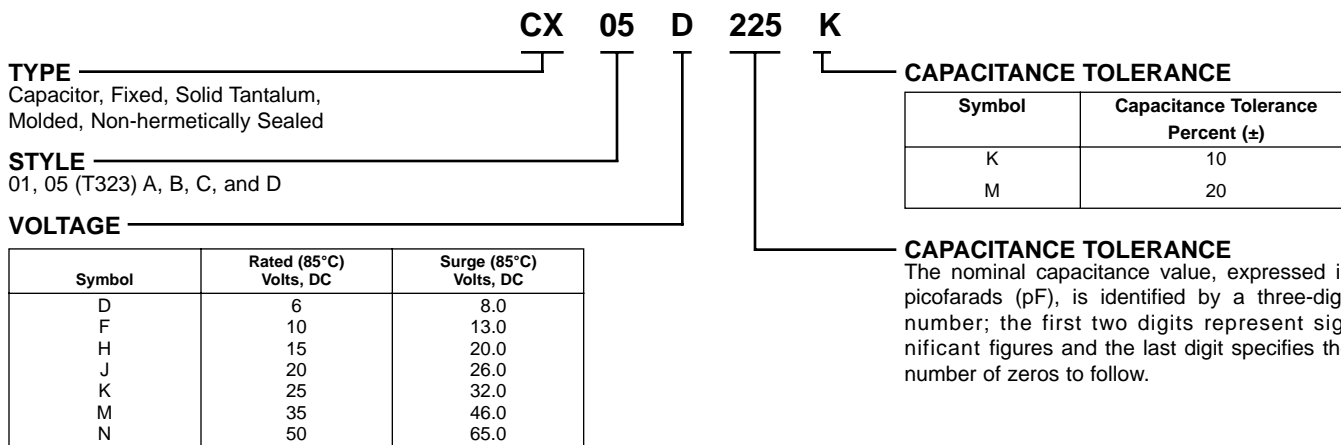 CX 05 D 225 K
TYPE
Capacitor, Fixed, Solid Tantalum,
Molded, Non-hermetically Sealed
STYLE
01, 05 (T323) A, B, C, and D
VOLTAGE
Symbol Rated (85°C) Volts, DC Surge (85°C) Volts, DC
D 6 8.0
F 10 13.0
H 15 20.0
J 20 26.0
K 25 32.0
M 35 46.0
N 50 65.0
CAPACITANCE TOLERANCE
Symbol Capacitance Tolerance
Percent (±)
K 10
M 20
CAPACITANCE TOLERANCE
The nominal capacitance value, expressed i
picofarads (pF), is identified by a three-dig
number; the first two digits represent sig
nificant figures and the last digit specifies th
number of zeros to follow.